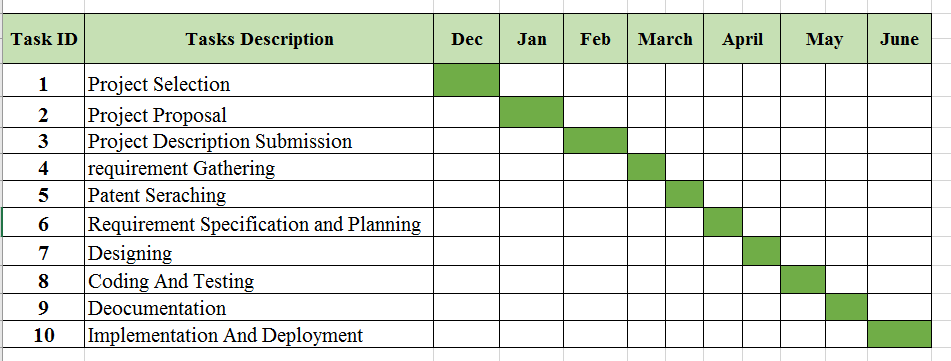 Task ID Tasks Description Dec Jan Feb March April May June
1 Project Selection
2 Project Proposal
3 Project Description Submission
4 requirement Gathering
5 Patent Seraching
6 Requirement Specification and Planning
7 Designing
8 Coding And Testing
9 Deocumentation
10 Implementation And Deployment